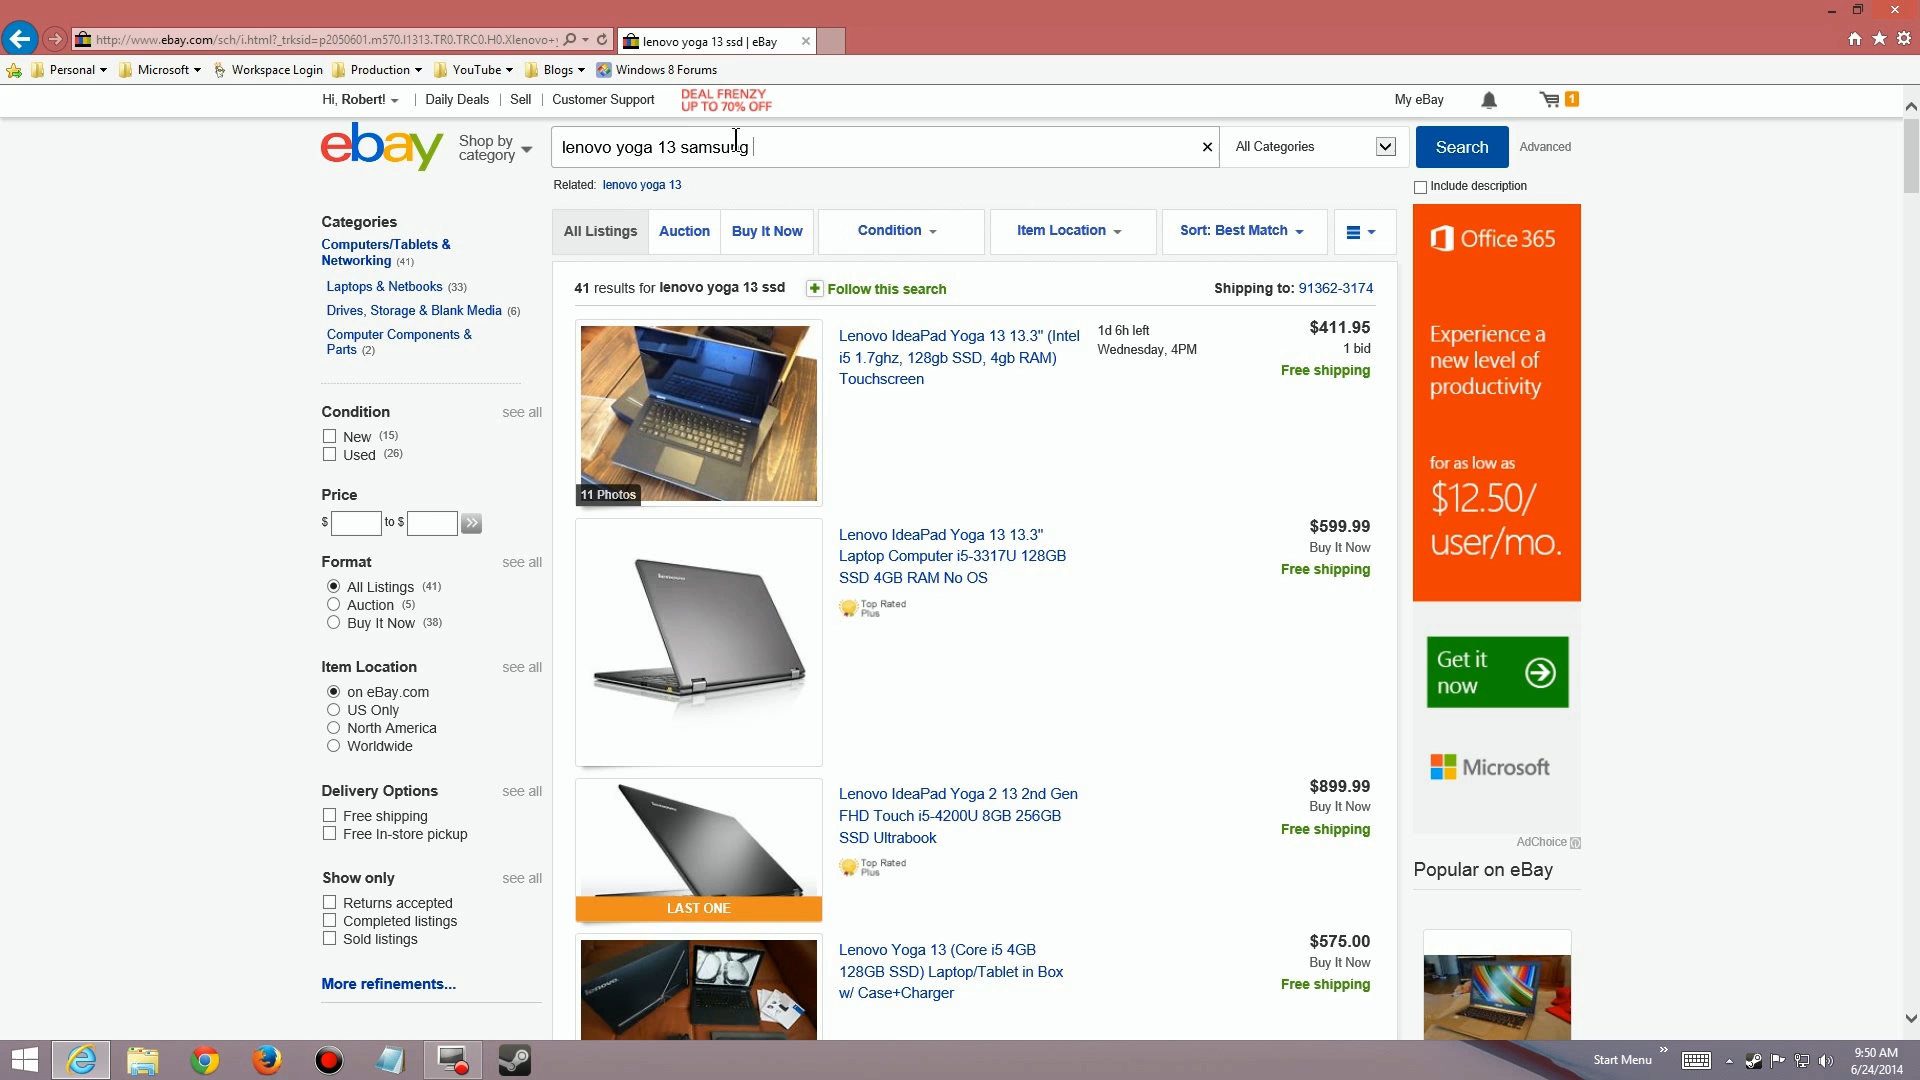 http://www.ebay.com/sch/i.html?_trksid=p2050601.m570.l1313.TR0.TRC0.H0.Xlenovo+
lenovo yoga 13 ssd | eBay
Personal
Microsoft
Workspace Login
Production
YouTube
Blogs
Windows 8 Forums
Hi, Robert!
Daily Deals
Sell
Customer Support
DEAL FRENZY
UP TO 70% OFF
My eBay
1
ebay
Shop by
category
lenovo yoga 13 samsung
All Categories
Search
Advanced
Related: lenovo yoga 13
Include description
Categories
Computers/Tablets &
Networking (41)
Laptops & Netbooks (33)
Drives, Storage & Blank Media (6)
Computer Components &
Parts (2)
Condition see all
New (15)
Used (26)
Price
$ to $
Format see all
All Listings (41)
Auction (5)
Buy It Now (38)
Item Location see all
on eBay.com
US Only
North America
Worldwide
Delivery Options see all
Free shipping
Free In-store pickup
Show only see all
Returns accepted
Completed listings
Sold listings
More refinements...
All Listings
Auction
Buy It Now
Condition
Item Location
Sort: Best Match
41 results for lenovo yoga 13 ssd
Follow this search
Shipping to: 91362-3174
11 Photos
Lenovo IdeaPad Yoga 13 13.3" (Intel
i5 1.7ghz, 128gb SSD, 4gb RAM)
Touchscreen
1d 6h left
Wednesday, 4PM
$411.95
1 bid
Free shipping
Lenovo IdeaPad Yoga 13 13.3"
Laptop Computer i5-3317U 128GB
SSD 4GB RAM No OS
Top Rated
Plus
$599.99
Buy It Now
Free shipping
Lenovo IdeaPad Yoga 2 13 2nd Gen
FHD Touch i5-4200U 8GB 256GB
SSD Ultrabook
Top Rated
Plus
LAST ONE
$899.99
Buy It Now
Free shipping
Lenovo Yoga 13 (Core i5 4GB
128GB SSD) Laptop/Tablet in Box
w/ Case+Charger
$575.00
Buy It Now
Free shipping
Office 365
Experience a
new level of
productivity
for as low as
$12.50/
user/mo.
Get it
now
Microsoft
AdChoice
Popular on eBay
Start Menu
9:50 AM
6/24/2014